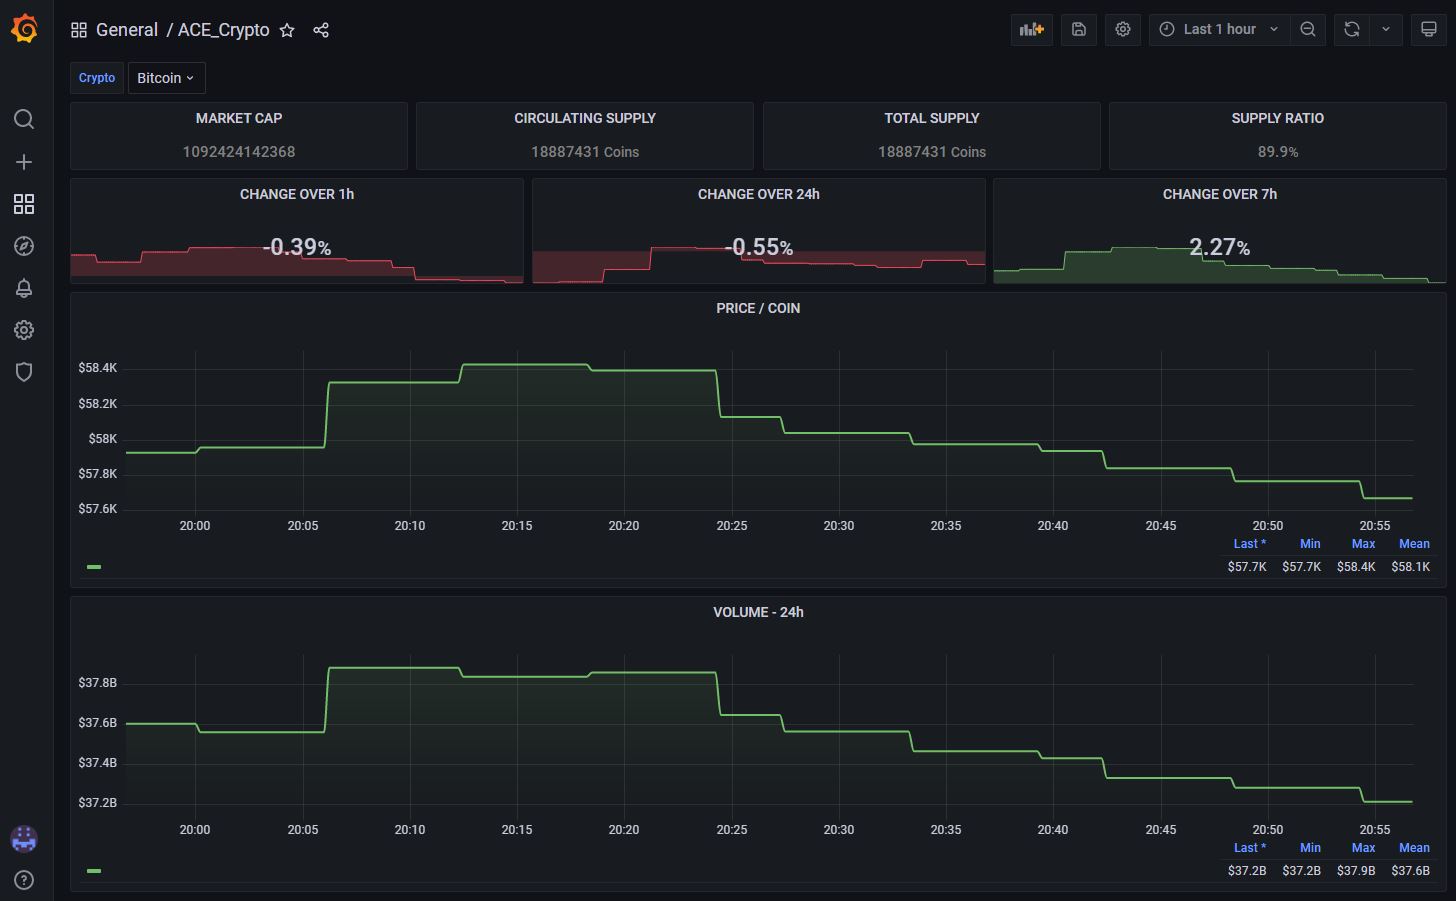 General / ACE_Crypto
Last 1 hour
Crypto Bitcoin
MARKET CAP
1092424142368
CIRCULATING SUPPLY
18887431 Coins
TOTAL SUPPLY
18887431 Coins
SUPPLY RATIO
89.9%
CHANGE OVER 1h
-0.39%
CHANGE OVER 24h
-0.55%
CHANGE OVER 7h
2.27%
PRICE / COIN
$58.4K
$58.2K
$58K
$57.8K
$57.6K
20:00 20:05 20:10 20:15 20:20 20:25 20:30 20:35 20:40 20:45 20:50 20:55
Last * Min Max Mean
$57.7K $57.7K $58.4K $58.1K
VOLUME - 24h
$37.8B
$37.6B
$37.4B
$37.2B
20:00 20:05 20:10 20:15 20:20 20:25 20:30 20:35 20:40 20:45 20:50 20:55
Last * Min Max Mean
$37.2B $37.2B $37.9B $37.6B